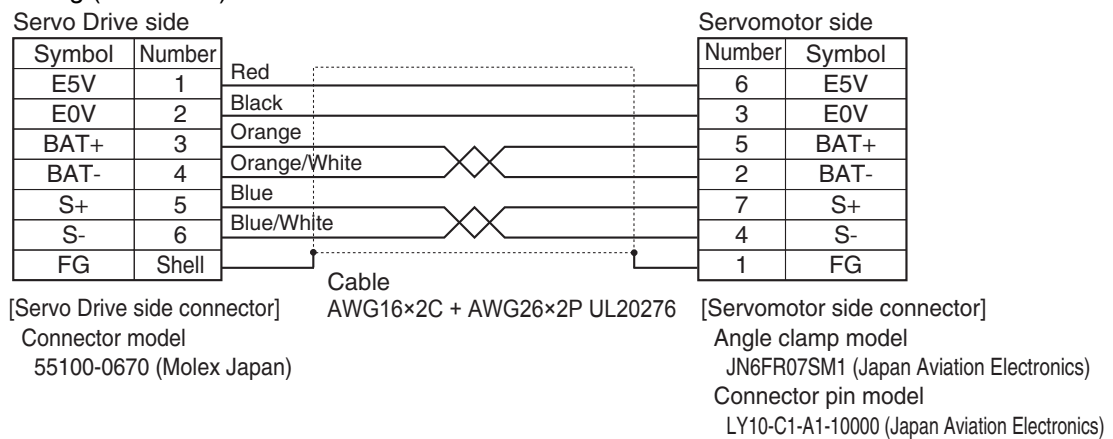 Servo Drive side
Servomotor side
Symbol Number
Number Symbol
E5V 1 Red 6 E5V
E0V 2 Black 3 E0V
BAT+ 3 Orange 5 BAT+
BAT- 4 Orange/White 2 BAT-
S+ 5 Blue 7 S+
S- 6 Blue/White 4 S-
FG Shell 1 FG
Cable
AWG16×2C + AWG26×2P UL20276
[Servo Drive side connector]
Connector model
55100-0670 (Molex Japan)
[Servomotor side connector]
Angle clamp model
JN6FR07SM1 (Japan Aviation Electronics)
Connector pin model
LY10-C1-A1-10000 (Japan Aviation Electronics)